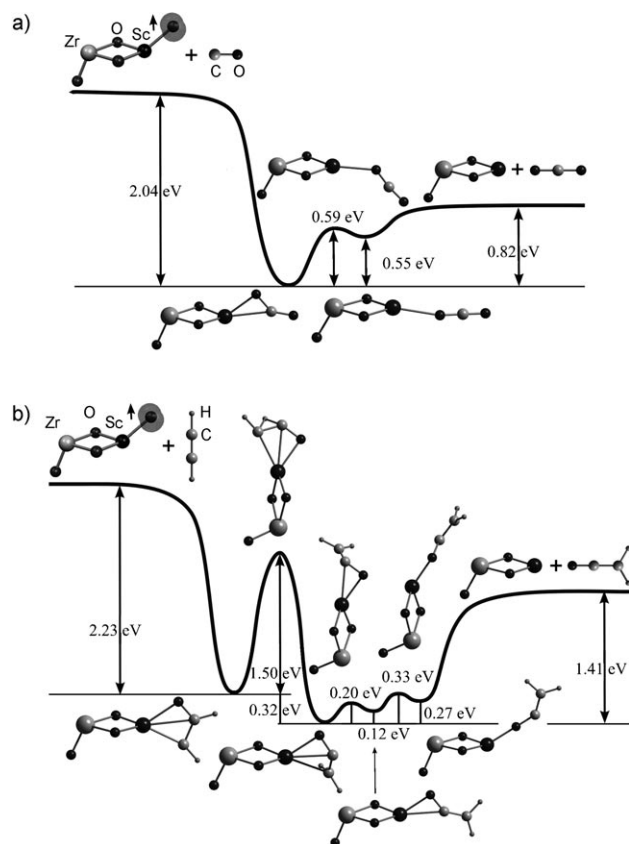 a)
O
Sc
Zr
+
C O
2.04 eV
+
0.59 eV
0.55 eV
0.82 eV
b)
H
O
Zr
Sc
C
+
+
2.23 eV
1.50 eV
0.20 eV
0.33 eV
1.41 eV
0.32 eV
0.27 eV
0.12 eV